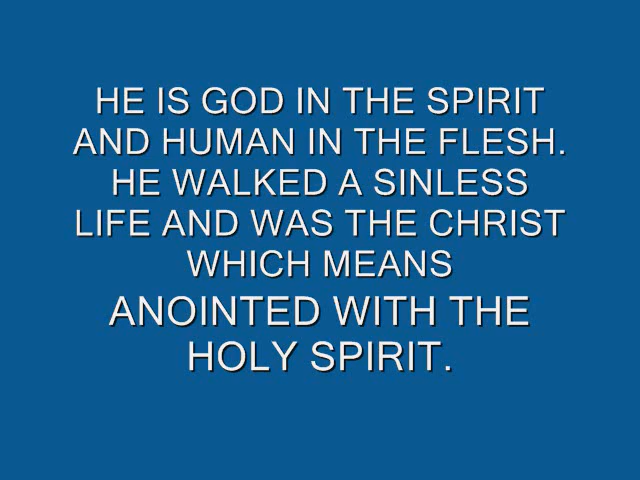 HE IS GOD IN THE SPIRIT
AND HUMAN IN THE FLESH.
HE WALKED A SINLESS
LIFE AND WAS THE CHRIST
WHICH MEANS
ANOINTED WITH THE
HOLY SPIRIT.